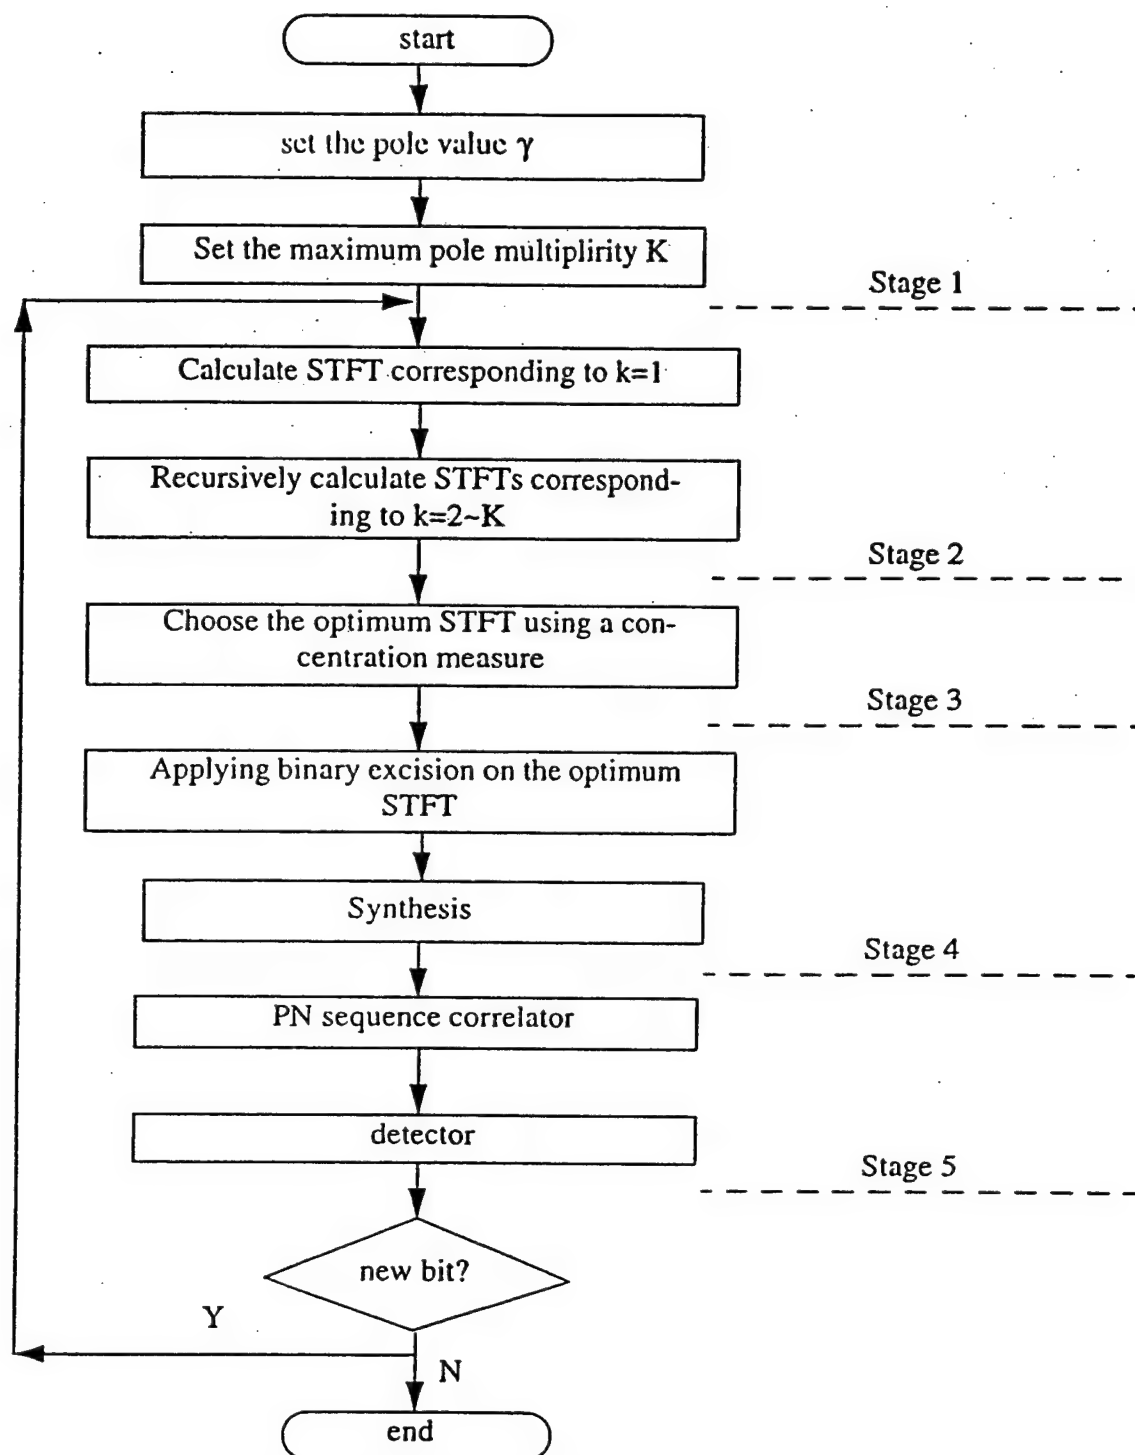 start
set the pole value γ
Set the maximum pole multiplirity K
Stage 1
Calculate STFT corresponding to k=1
Recursively calculate STFTs correspond-
ing to k=2~K
Stage 2
Choose the optimum STFT using a con-
centration measure
Stage 3
Applying binary excision on the optimum
STFT
Synthesis
Stage 4
PN sequence correlator
detector
Stage 5
new bit?
Y
N
end